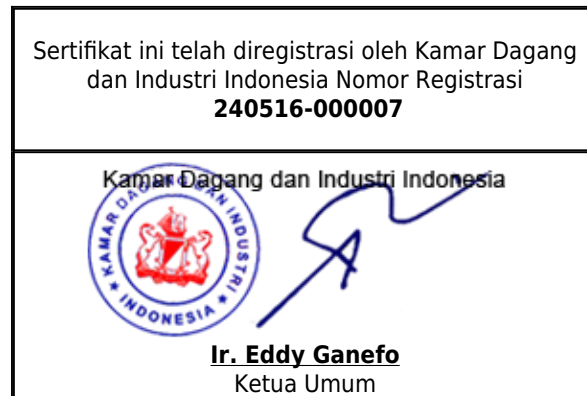 Sertifikat ini telah diregistrasi oleh Kamar Dagang
dan Industri Indonesia Nomor Registrasi
240516-000007
Kamar Dagang dan Industri Indonesia
KAMAR DAGANG DAN INDUSTRI
INDONESIA
Ir. Eddy Ganefo
Ketua Umum